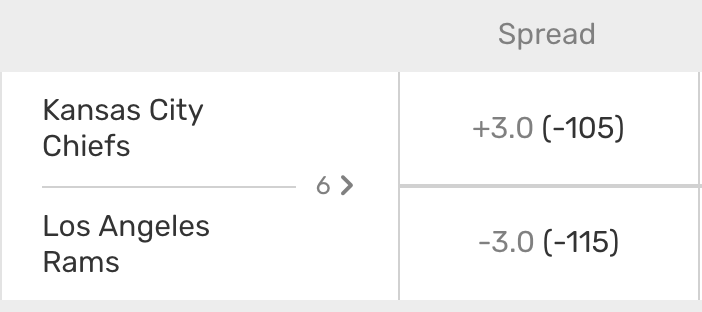 Spread
Kansas City
Chiefs
+3.0 (-105)
6 >
Los Angeles
Rams
-3.0 (-115)